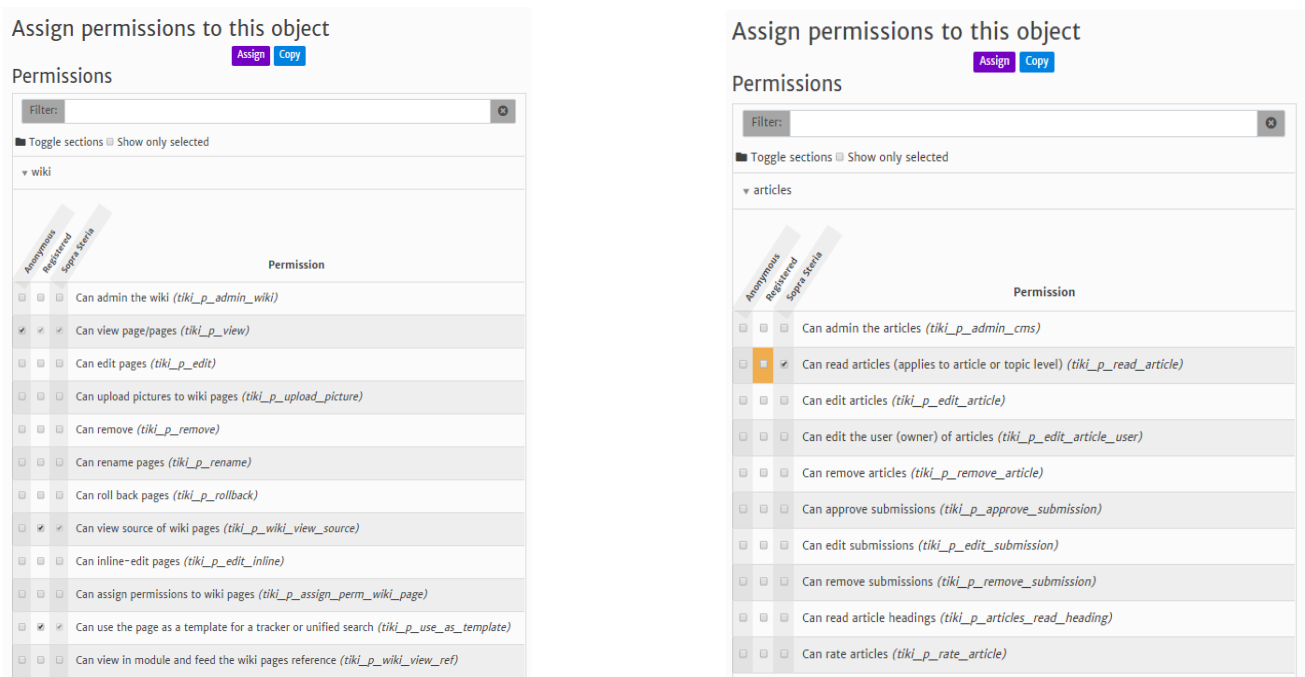 Assign permissions to this object
Assign Copy
Permissions
Filter:
Toggle sections Show only selected
wiki
Anonymous
Registered
Sopra Steria
Permission
Can admin the wiki (tiki_p_admin_wiki)
Can view page/pages (tiki_p_view)
Can edit pages (tiki_p_edit)
Can upload pictures to wiki pages (tiki_p_upload_picture)
Can remove (tiki_p_remove)
Can rename pages (tiki_p_rename)
Can roll back pages (tiki_p_rollback)
Can view source of wiki pages (tiki_p_wiki_view_source)
Can inline-edit pages (tiki_p_edit_inline)
Can assign permissions to wiki pages (tiki_p_assign_perm_wiki_page)
Can use the page as a template for a tracker or unified search (tiki_p_use_as_template)
Can view in module and feed the wiki pages reference (tiki_p_wiki_view_ref)
Assign permissions to this object
Assign Copy
Permissions
Filter:
Toggle sections Show only selected
articles
Anonymous
Registered
Sopra Steria
Permission
Can admin the articles (tiki_p_admin_cms)
Can read articles (applies to article or topic level) (tiki_p_read_article)
Can edit articles (tiki_p_edit_article)
Can edit the user (owner) of articles (tiki_p_edit_article_user)
Can remove articles (tiki_p_remove_article)
Can approve submissions (tiki_p_approve_submission)
Can edit submissions (tiki_p_edit_submission)
Can remove submissions (tiki_p_remove_submission)
Can read article headings (tiki_p_articles_read_heading)
Can rate articles (tiki_p_rate_article)